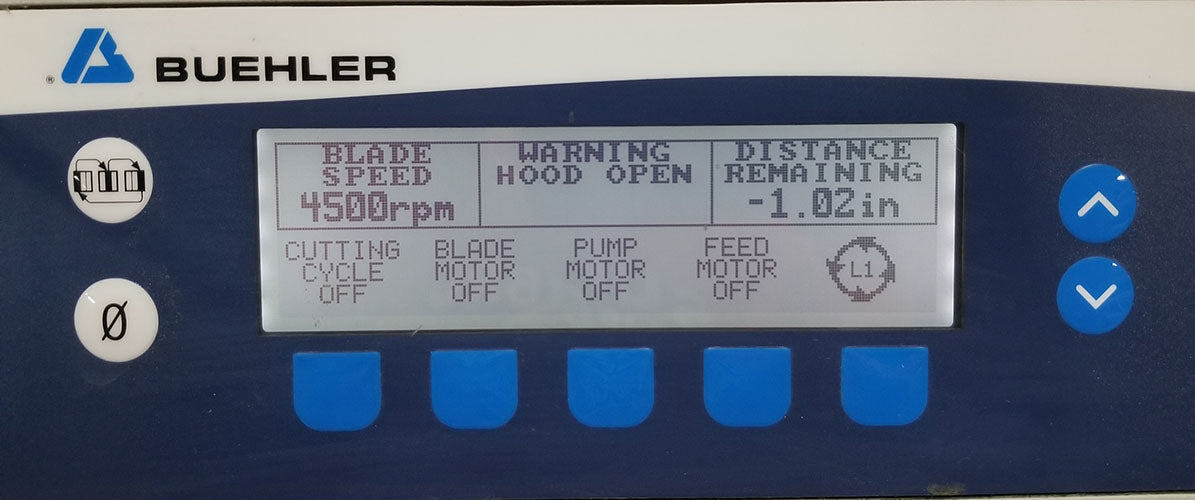 ® BUEHLER
BLADE
SPEED
4500rpm
WARNING
HOOD OPEN
DISTANCE
REMAINING
-1.02in
CUTTING
CYCLE
OFF
BLADE
MOTOR
OFF
PUMP
MOTOR
OFF
FEED
MOTOR
OFF
L1
Ø